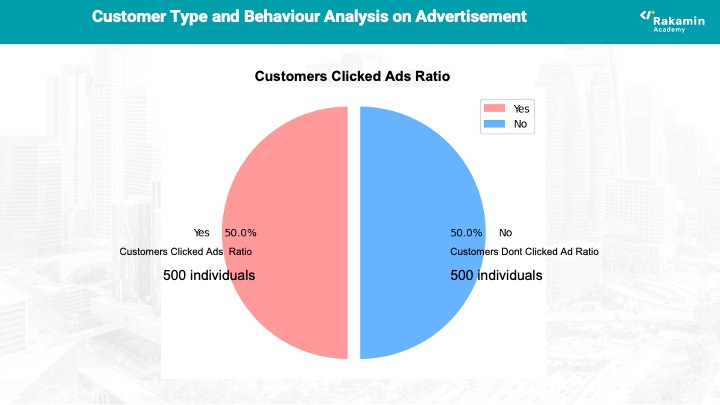 Customer Type and Behaviour Analysis on Advertisement
Rakamin
Academy
Customers Clicked Ads Ratio
Yes
No
Yes 50.0%
50.0% No
Customers Clicked Ads Ratio
Customers Dont Clicked Ad Ratio
500 individuals
500 individuals